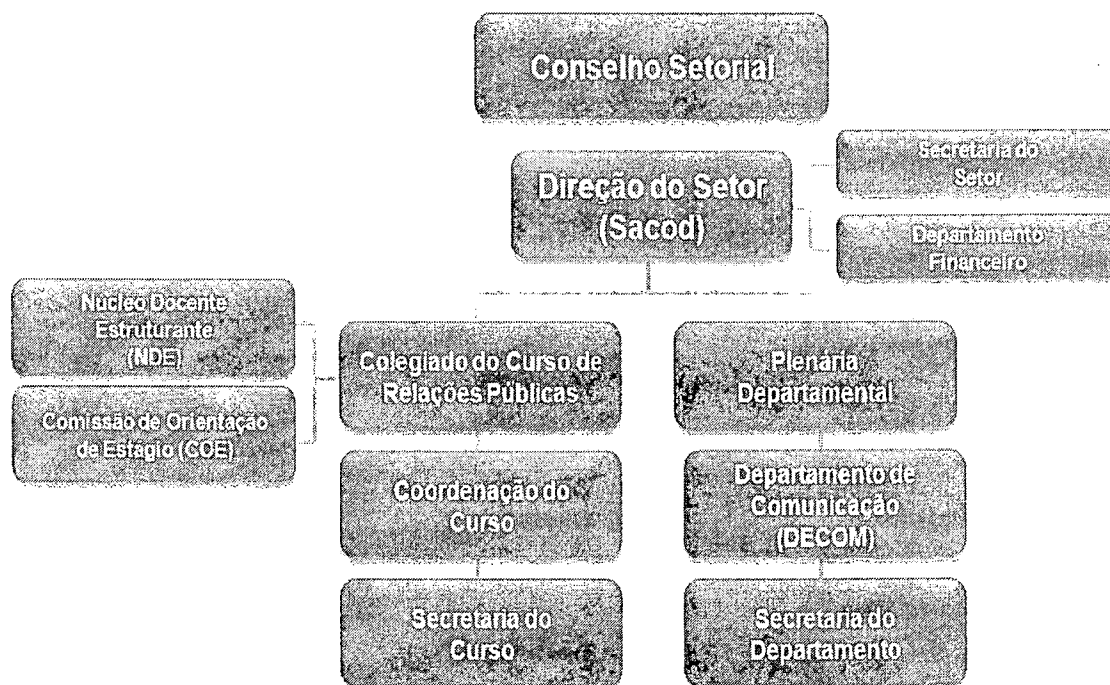 Conselho Setorial
Direção do Setor
(Sacod)
Secretaria do
Setor
Departamento
Financeiro
Núcleo Docente
Estruturante
(NDE)
Comissão de Orientação
de Estágio (COE)
Colegiado do Curso de
Relações Públicas
Plenária
Departamental
Coordenação do
Curso
Departamento de
Comunicação
(DECOM)
Secretaria do
Curso
Secretaria do
Departamento